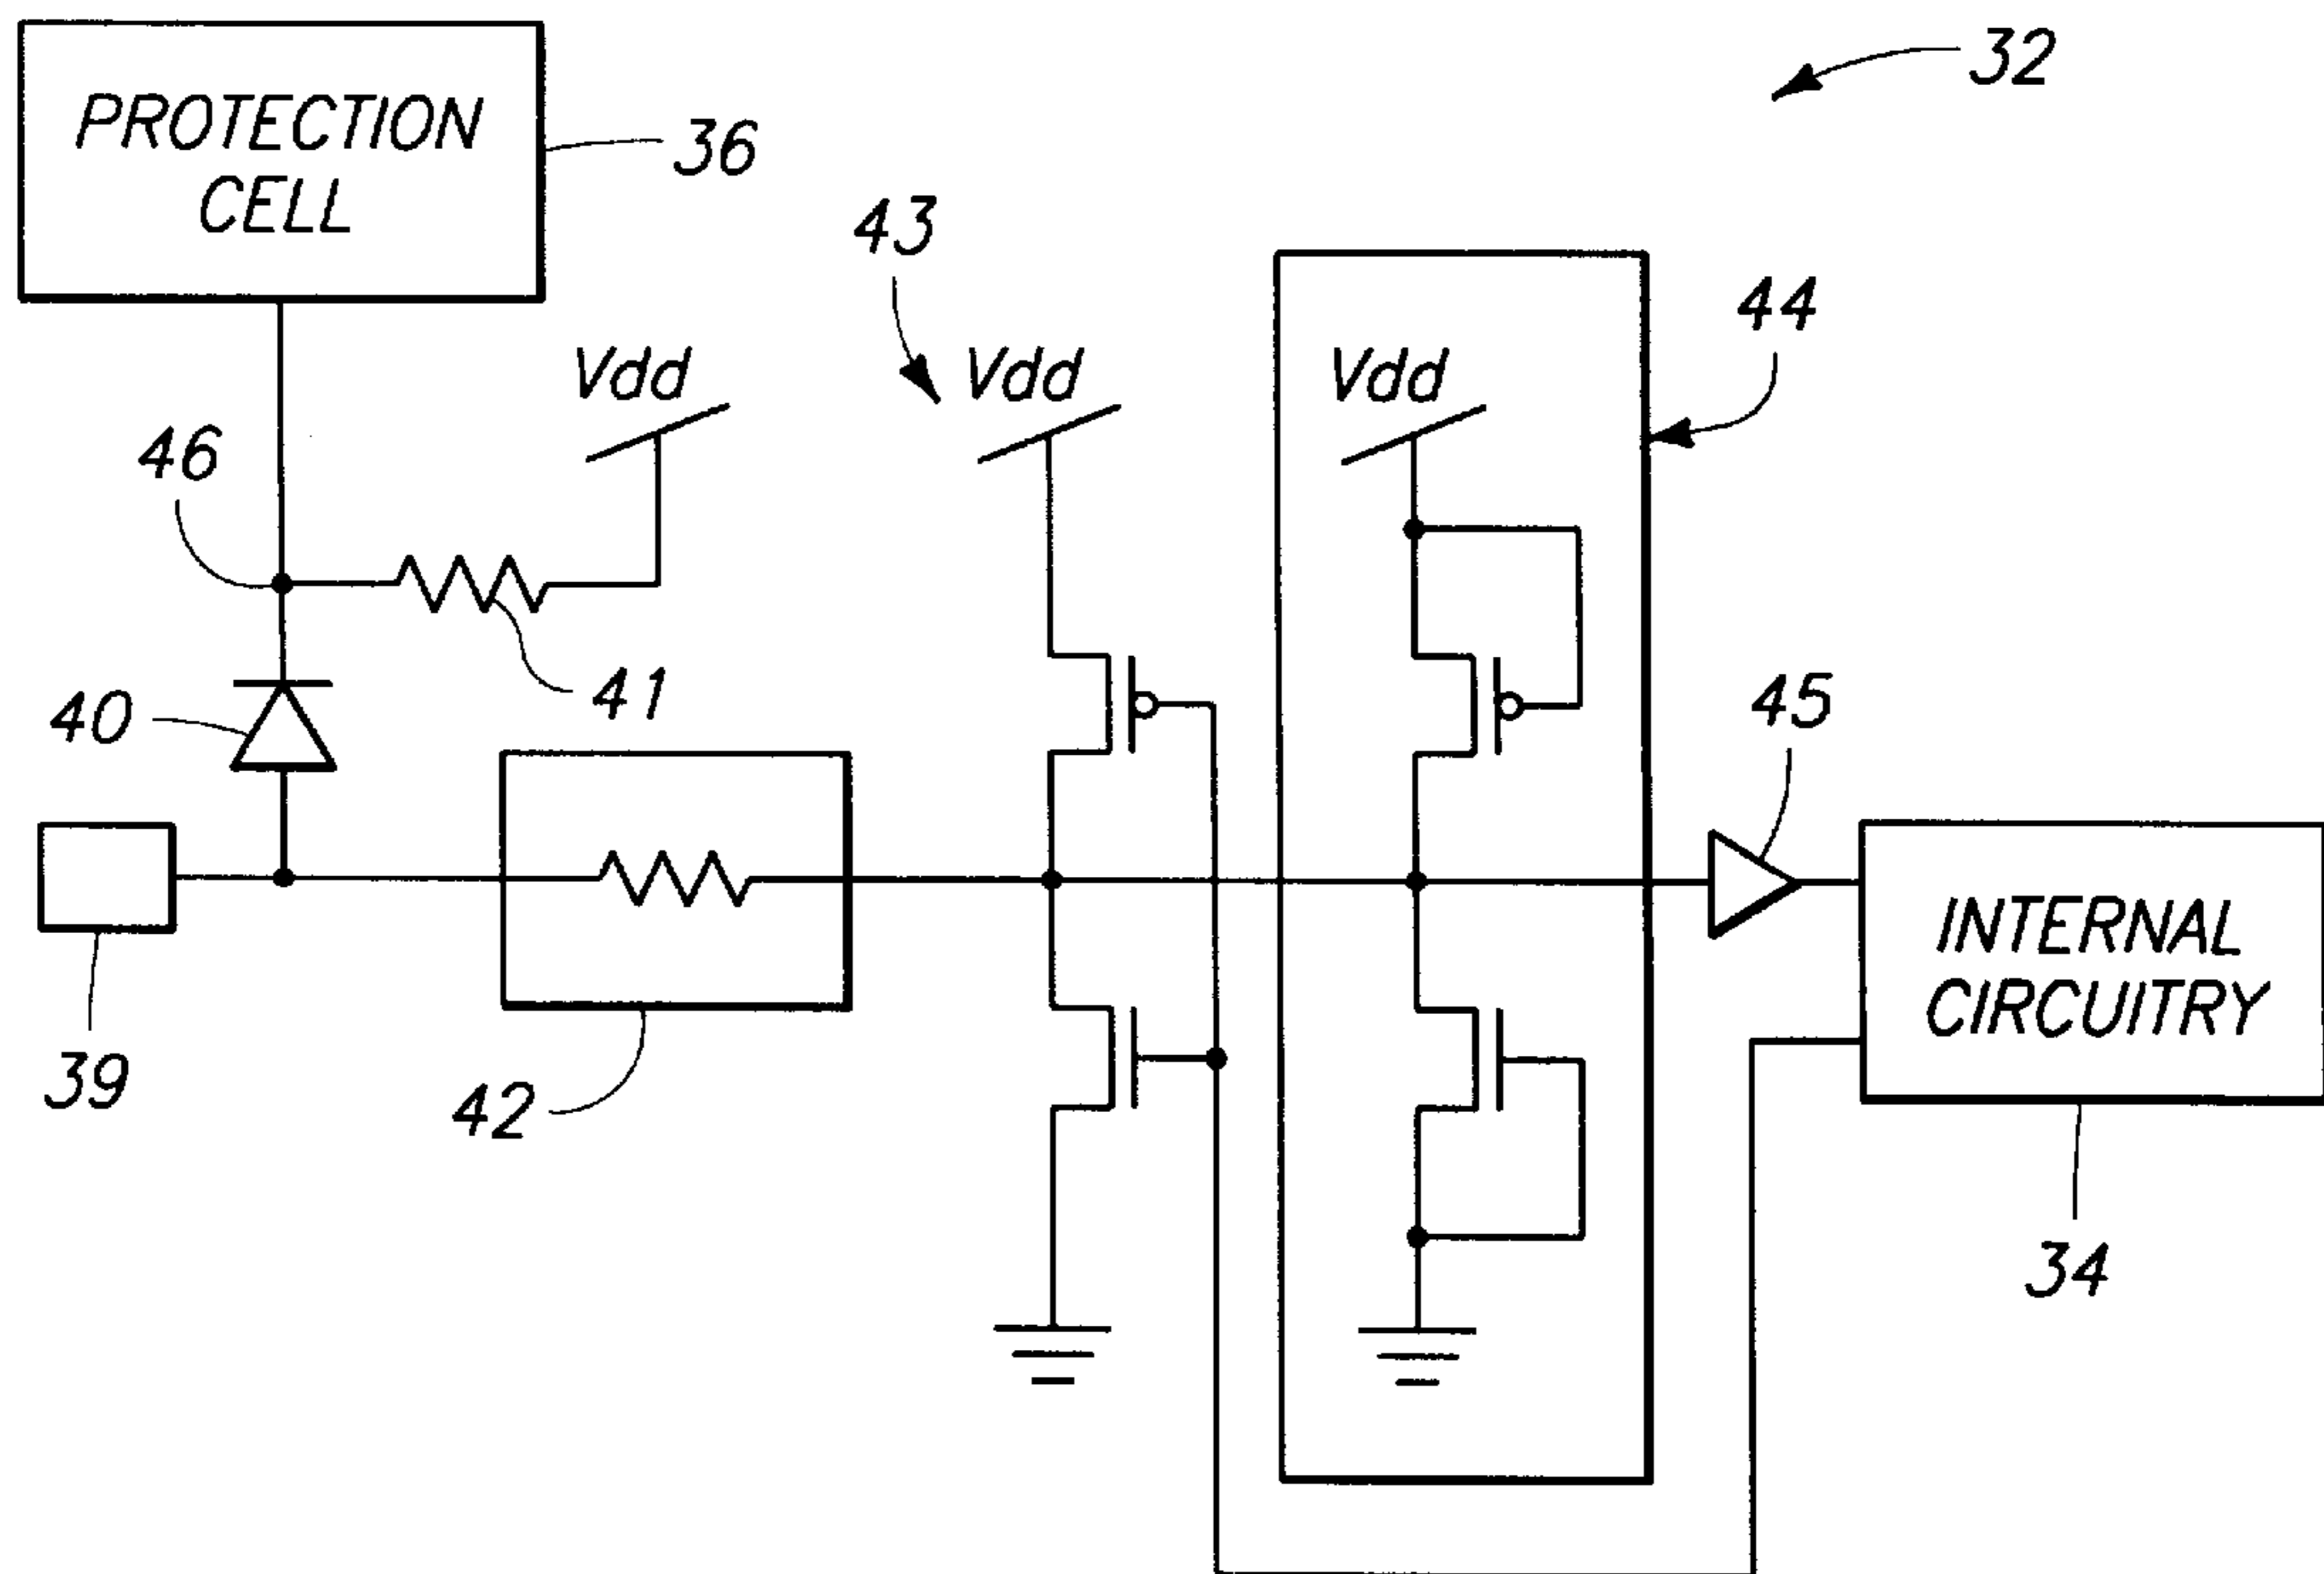 PROTECTION
CELL
36
32
43
44
Vdd
Vdd
Vdd
46
41
40
45
39
42
INTERNAL
CIRCUITRY
34